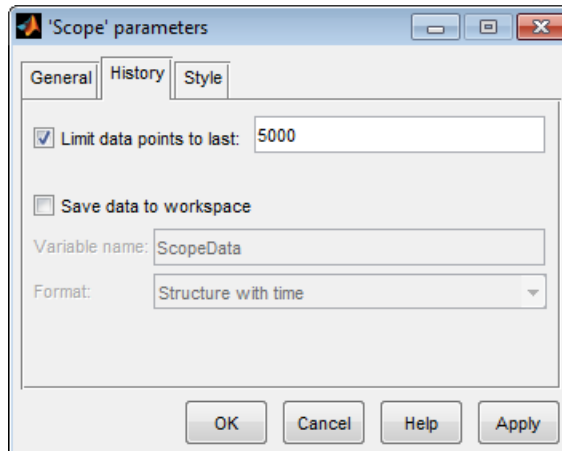 'Scope' parameters
General History Style
Limit data points to last: 5000
Save data to workspace
Variable name: ScopeData
Format: Structure with time
OK Cancel Help Apply